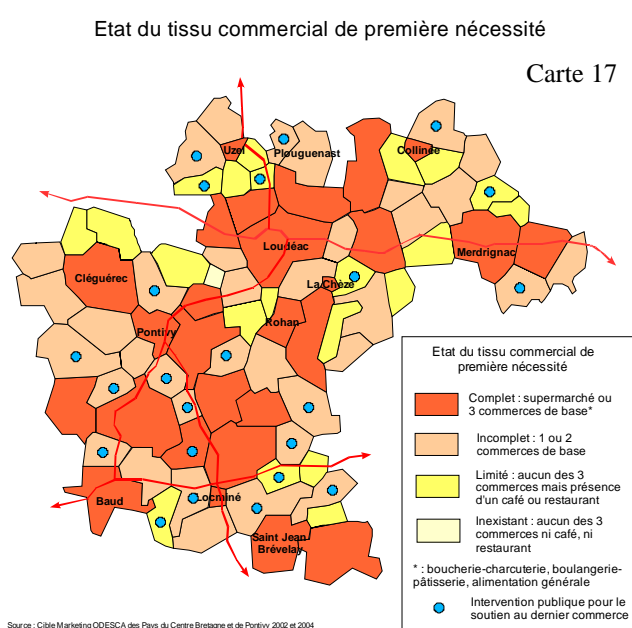 Etat du tissu commercial de première nécessité
Carte 17
Uzel
Plouguenast
Collinée
Loudéac
Merdrignac
Cléguérec
La Chèze
Pontivy
Rohan
Baud
Locminé
Saint Jean
Brévelay
Etat du tissu commercial de
première nécessité
Complet : supermarché ou
3 commerces de base*
Incomplet : 1 ou 2
commerces de base
Limité : aucun des 3
commerces mais présence
d'un café ou restaurant
Inexistant : aucun des 3
commerces ni café, ni
restaurant
* : boucherie-charcuterie, boulangerie-
pâtisserie, alimentation générale
Intervention publique pour le
soutien au dernier commerce
Source : Cible Marketing ODESCA des Pays du Centre Bretagne et de Pontivy 2002 et 2004